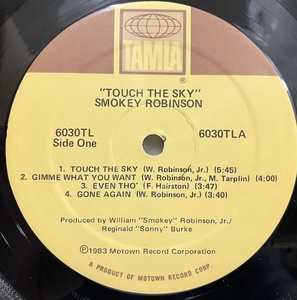 TAMLA
"TOUCH THE SKY"
SMOKEY ROBINSON
6030TL
Side One
6030TLA
1. TOUCH THE SKY (W. Robinson, Jr.) (5:45)
2. GIMME WHAT YOU WANT (W. Robinson, Jr., M. Tarplin) (4:00)
3. EVEN THO' (F. Hairston) (3:47)
4. GONE AGAIN (W. Robinson, Jr.) (3:40)
Produced by William "Smokey" Robinson, Jr./
Reginald "Sonny" Burke
℗1983 Motown Record Corporation
A PRODUCT OF MOTOWN RECORD CORP.